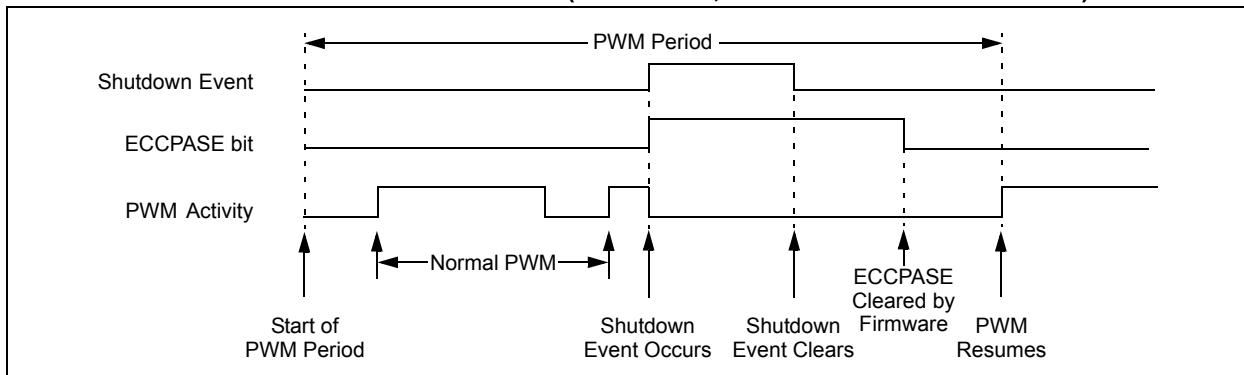 PWM Period
Shutdown Event
ECCPASE bit
PWM Activity
Normal PWM
Start of
PWM Period
Shutdown
Event Occurs
Shutdown
Event Clears
ECCPASE
Cleared by
Firmware
PWM
Resumes